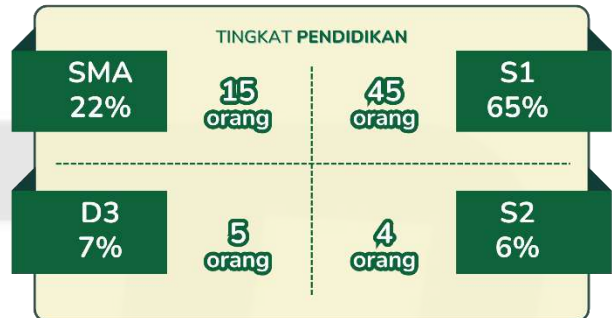 TINGKAT PENDIDIKAN
SMA
22%
15
orang
45
orang
S1
65%
D3
7%
5
orang
4
orang
S2
6%